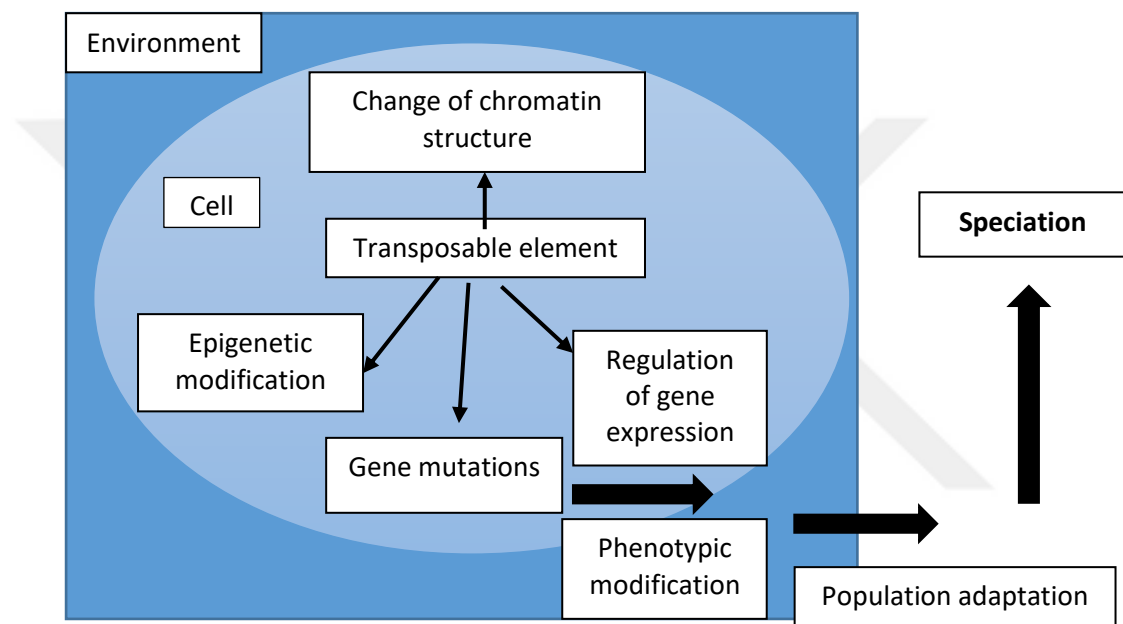 Environment
Change of chromatin
structure
Cell
Speciation
Transposable element
Epigenetic
modification
Regulation
of gene
expression
Gene mutations
Phenotypic
modification
Population adaptation